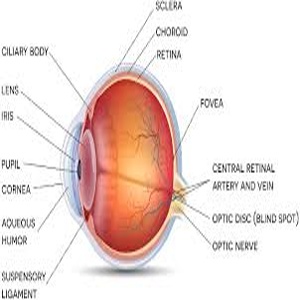 SCLERA
CHOROID
RETINA
CILIARY BODY
LENS
IRIS
PUPIL
CORNEA
AQUEOUS
HUMOR
SUSPENSORY
LIGAMENT
FOVEA
CENTRAL RETINAL
ARTERY AND VEIN
OPTIC DISC (BLIND SPOT)
OPTIC NERVE